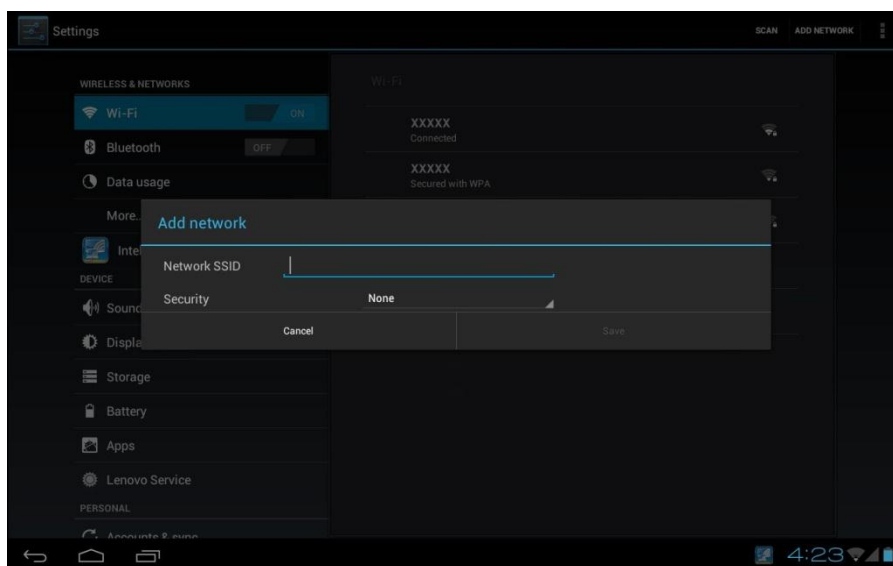 Settings
SCAN ADD NETWORK
WIRELESS & NETWORKS
Wi-Fi ON
Bluetooth OFF
Data usage
More..
Intel
DEVICE
Sound
Displa
Storage
Battery
Apps
Lenovo Service
PERSONAL
Accounts & sync
Wi-Fi
XXXXX
Connected
XXXXX
Secured with WPA
Add network
Network SSID
Security None
Cancel Save
4:23